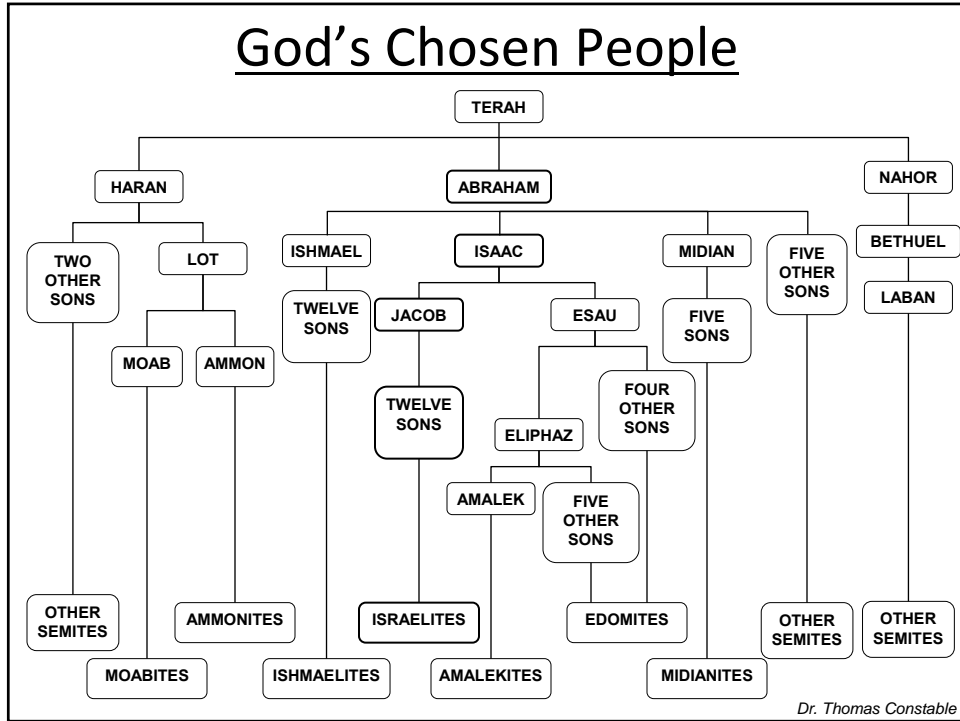 God’s Chosen People
TERAH
HARAN
ABRAHAM
NAHOR
TWO
OTHER
SONS
LOT
ISHMAEL
ISAAC
MIDIAN
FIVE
OTHER
SONS
BETHUEL
TWELVE
SONS
JACOB
ESAU
FIVE
SONS
LABAN
MOAB
AMMON
TWELVE
SONS
FOUR
OTHER
SONS
ELIPHAZ
AMALEK
FIVE
OTHER
SONS
OTHER
SEMITES
AMMONITES
ISRAELITES
EDOMITES
OTHER
SEMITES
OTHER
SEMITES
MOABITES
ISHMAELITES
AMALEKITES
MIDIANITES
Dr. Thomas Constable